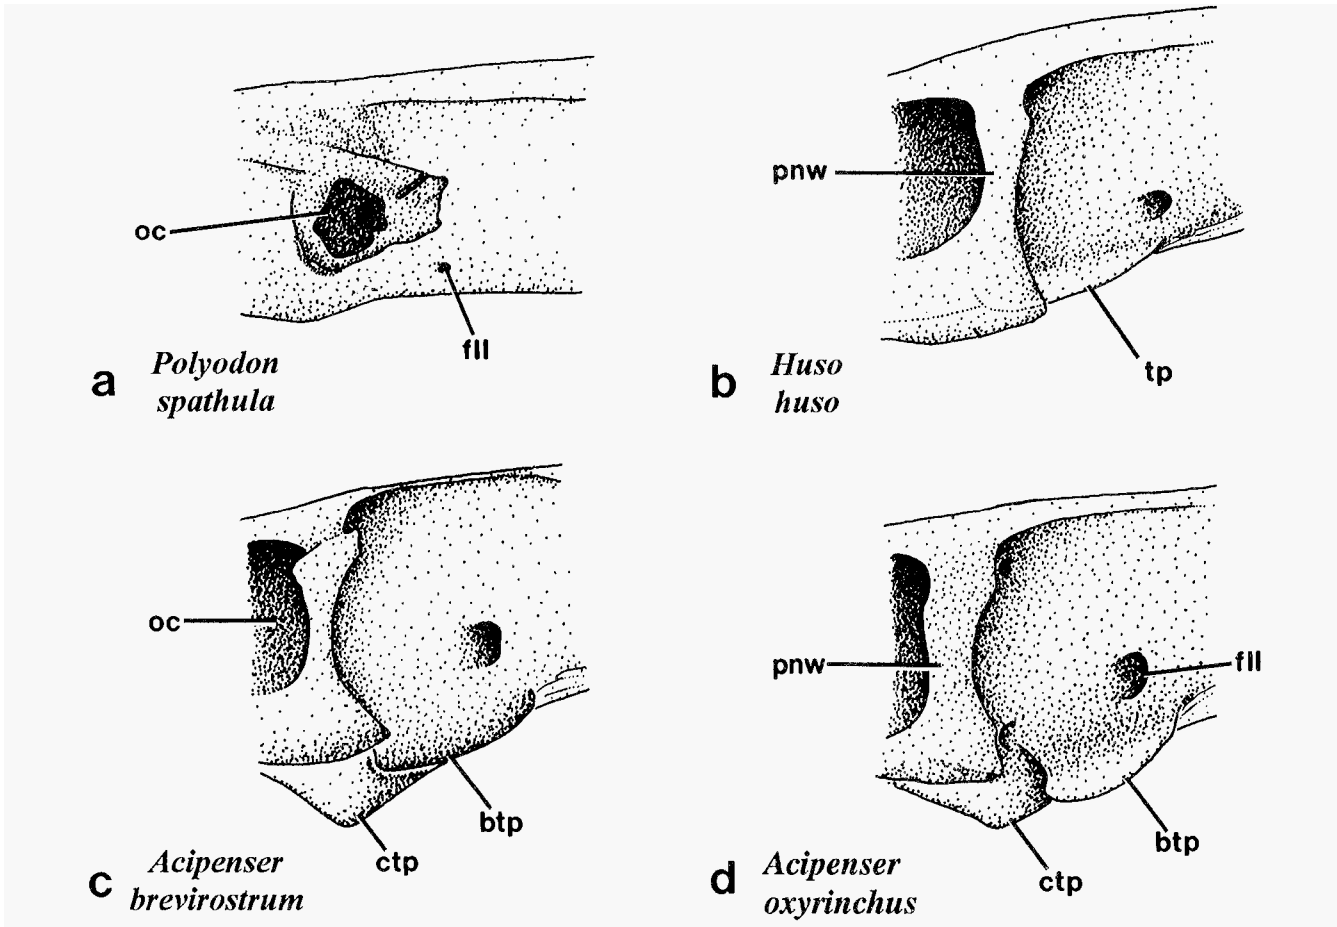 oc
fll
a
Polyodon
spathula
pnw
tp
b
Huso
huso
oc
btp
ctp
c
Acipenser
brevirostrum
pnw
fll
btp
ctp
d
Acipenser
oxyrinchus